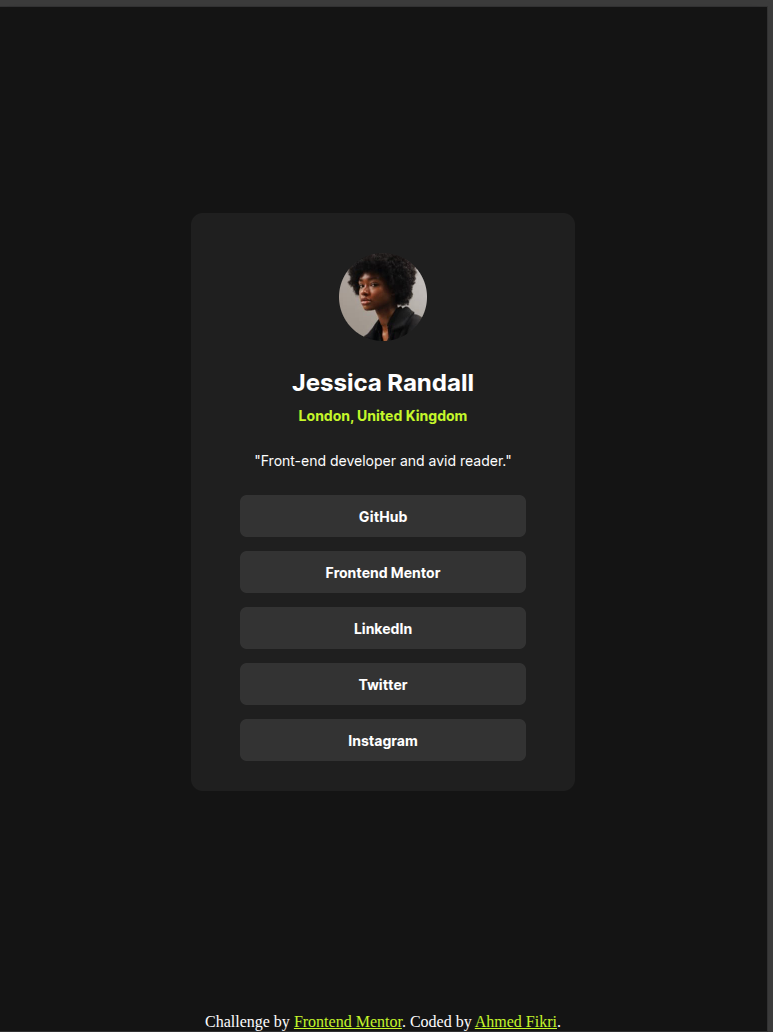 Jessica Randall
London, United Kingdom
"Front-end developer and avid reader."
GitHub
Frontend Mentor
LinkedIn
Twitter
Instagram
Challenge by Frontend Mentor. Coded by Ahmed Fikri.